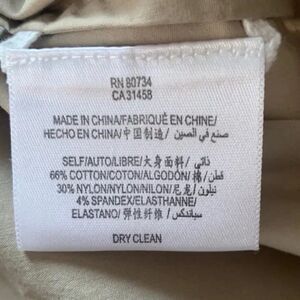 RN 80734
CA31458
MADE IN CHINA/FABRIQUÉ EN CHINE/
HECHO EN CHINA/中国制造/ صنع في الصين
SELF/AUTO/LIBRE/大身面料/ ذاتي/
66% COTTON/COTON/ALGODÓN/棉/قطن/
30% NYLON/NYLON/NILON/尼龙/نيلون/
4% SPANDEX/ELASTHANNE/
ELASTANO/弹性纤维/ سباندكس
DRY CLEAN